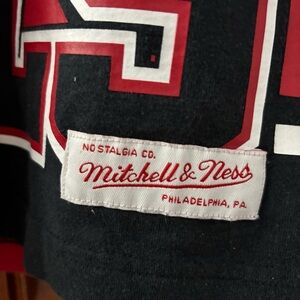 NOSTALGIA CO.
Mitchell & Ness
PHILADELPHIA, PA.